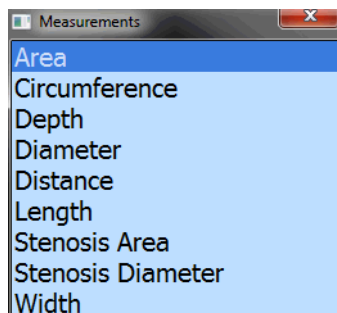 Measurements
Area
Circumference
Depth
Diameter
Distance
Length
Stenosis Area
Stenosis Diameter
Width